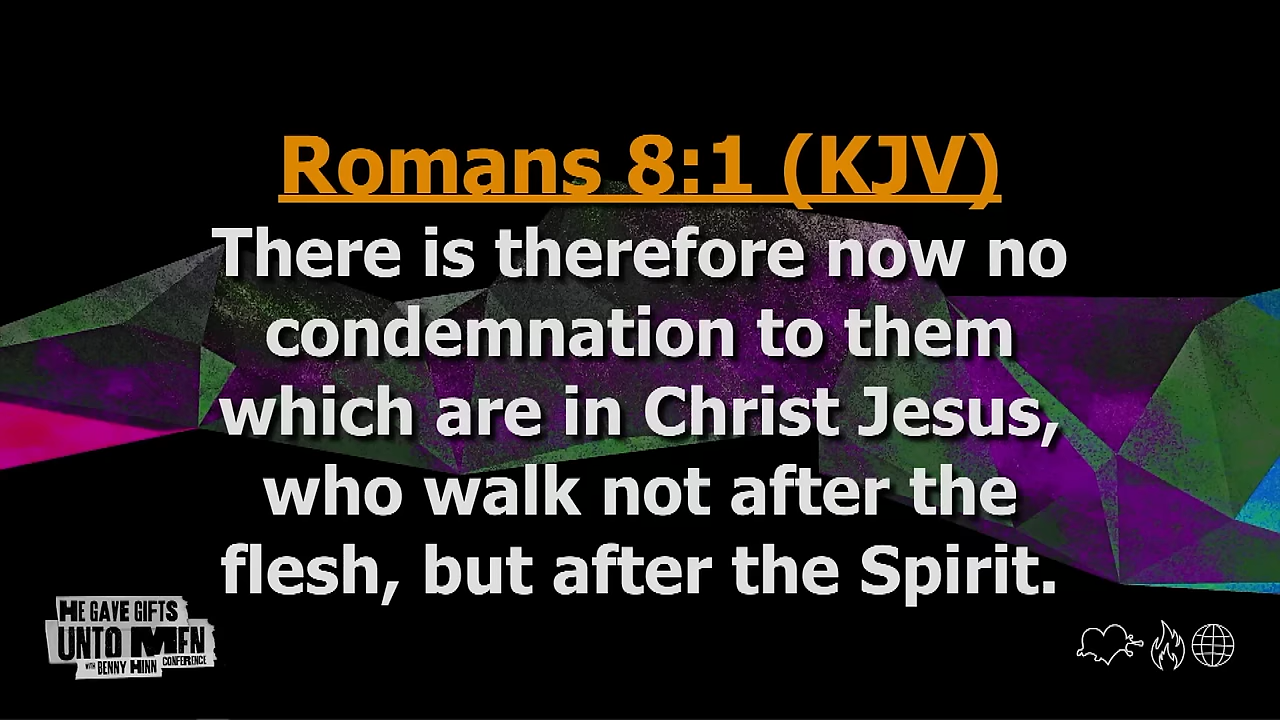 Romans 8:1 (KJV)
There is therefore now no
condemnation to them
which are in Christ Jesus,
who walk not after the
flesh, but after the Spirit.
HE GAVE GIFTS
UNTO MEN
WITH BENNY HINN CONFERENCE